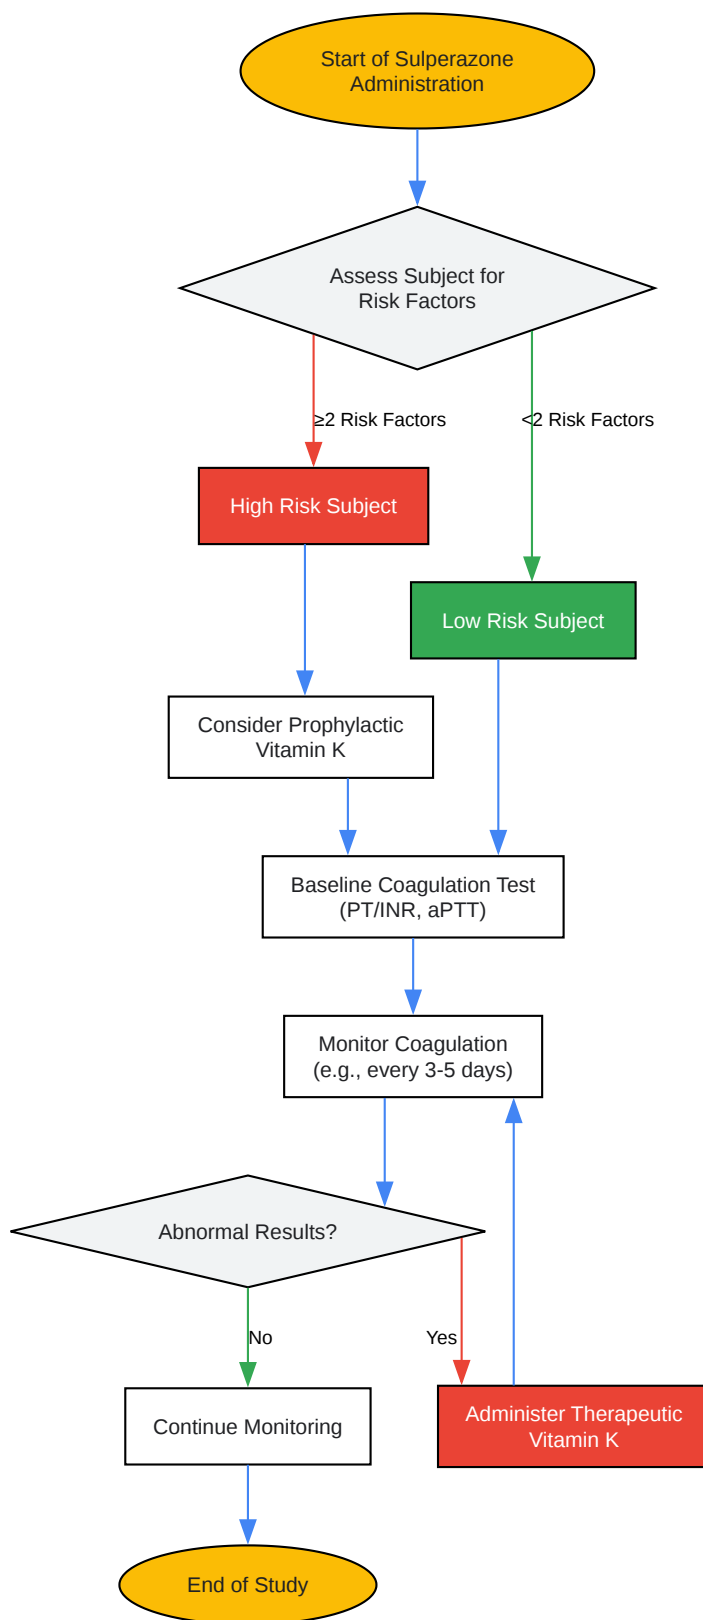 Start of Sulperazone
Administration
Assess Subject for
Risk Factors
≥2 Risk Factors
<2 Risk Factors
High Risk Subject
Low Risk Subject
Consider Prophylactic
Vitamin K
Baseline Coagulation Test
(PT/INR, aPTT)
Monitor Coagulation
(e.g., every 3-5 days)
Abnormal Results?
No
Yes
Continue Monitoring
Administer Therapeutic
Vitamin K
End of Study